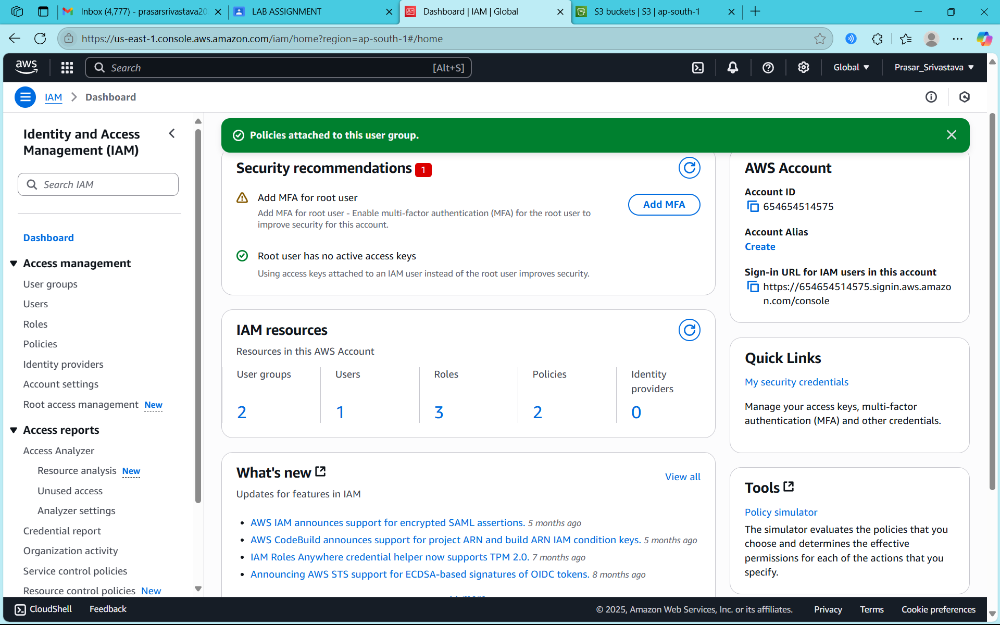 Inbox (4,777) - prasarsrivastava20
LAB ASSIGNMENT
Dashboard | IAM | Global
S3 buckets | S3 | ap-south-1
https://us-east-1.console.aws.amazon.com/iam/home?region=ap-south-1#/home
aws
Search
[Alt+S]
Global
Prasar_Srivastava
IAM
Dashboard
Identity and Access
Management (IAM)
Search IAM
Dashboard
Access management
User groups
Users
Roles
Policies
Identity providers
Account settings
Root access management New
Access reports
Access Analyzer
Resource analysis New
Unused access
Analyzer settings
Credential report
Organization activity
Service control policies
Resource control policies New
Policies attached to this user group.
Security recommendations 1
Add MFA for root user
Add MFA for root user - Enable multi-factor authentication (MFA) for the root user to
improve security for this account.
Add MFA
Root user has no active access keys
Using access keys attached to an IAM user instead of the root user improves security.
IAM resources
Resources in this AWS Account
User groups
2
Users
1
Roles
3
Policies
2
Identity
providers
0
What's new
View all
Updates for features in IAM
AWS IAM announces support for encrypted SAML assertions. 5 months ago
AWS CodeBuild announces support for project ARN and build ARN IAM condition keys. 5 months ago
IAM Roles Anywhere credential helper now supports TPM 2.0. 7 months ago
Announcing AWS STS support for ECDSA-based signatures of OIDC tokens. 8 months ago
AWS Account
Account ID
654654514575
Account Alias
Create
Sign-in URL for IAM users in this account
https://654654514575.signin.aws.amazo
n.com/console
Quick Links
My security credentials
Manage your access keys, multi-factor
authentication (MFA) and other credentials.
Tools
Policy simulator
The simulator evaluates the policies that you
choose and determines the effective
permissions for each of the actions that you
specify.
CloudShell
Feedback
© 2025, Amazon Web Services, Inc. or its affiliates.
Privacy
Terms
Cookie preferences